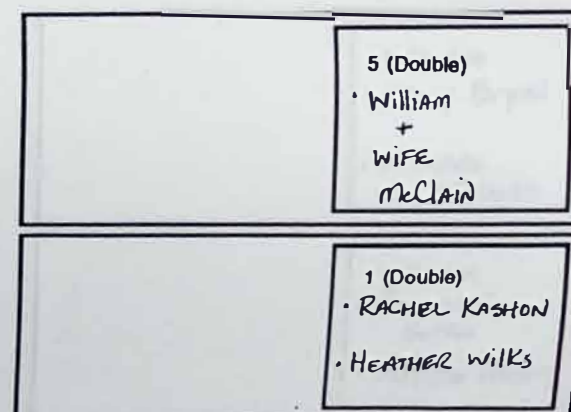 5 (Double)
· William
+
WIFE
McCLAIN
1 (Double)
· RACHEL KASHON
· HEATHER WILKS